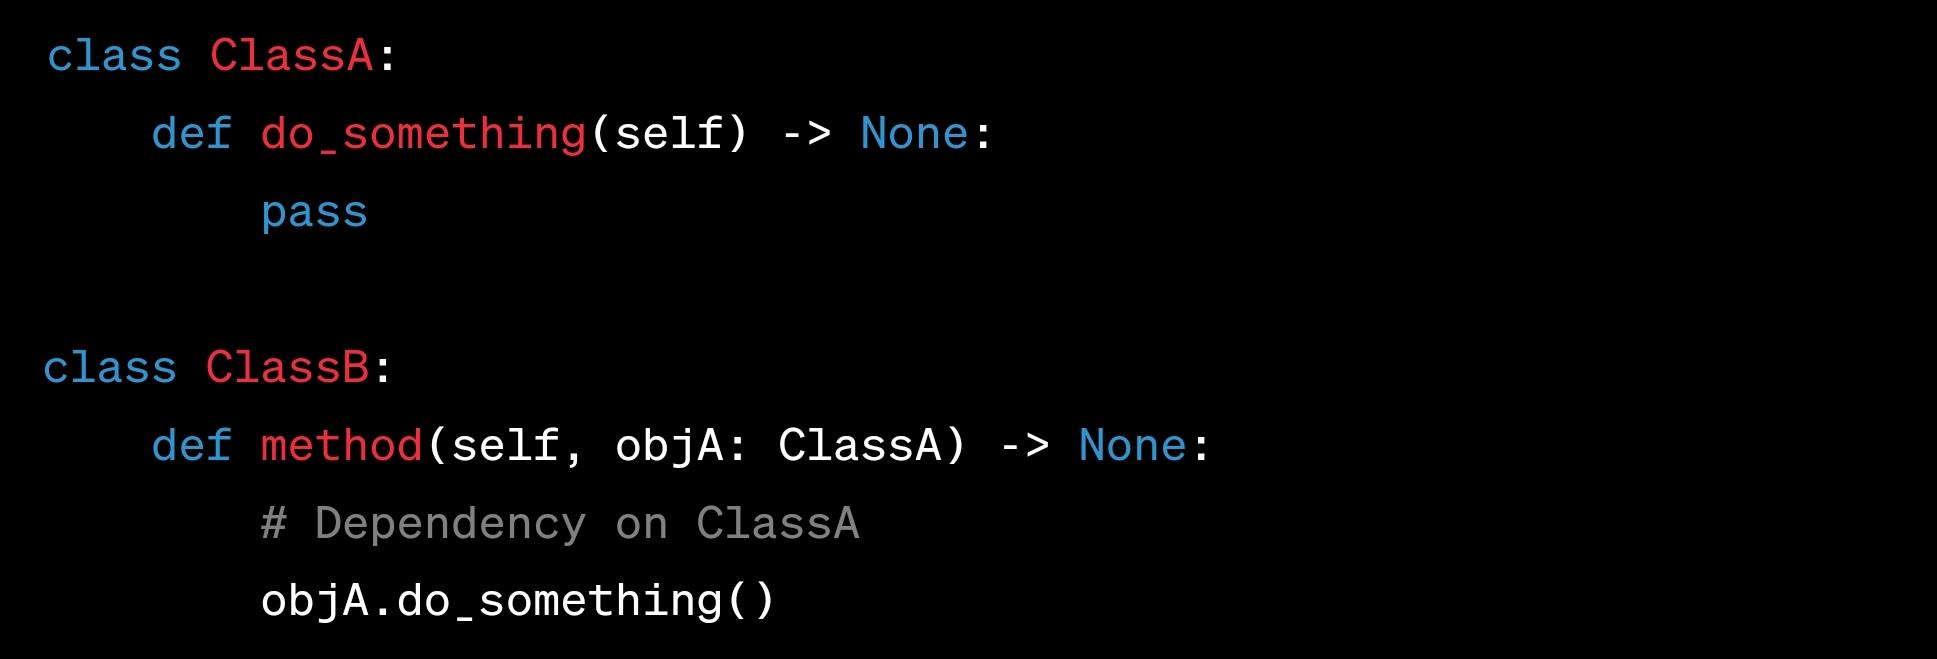 class ClassA:
    def do_something(self) -> None:
        pass

class ClassB:
    def method(self, objA: ClassA) -> None:
        # Dependency on ClassA
        objA.do_something()